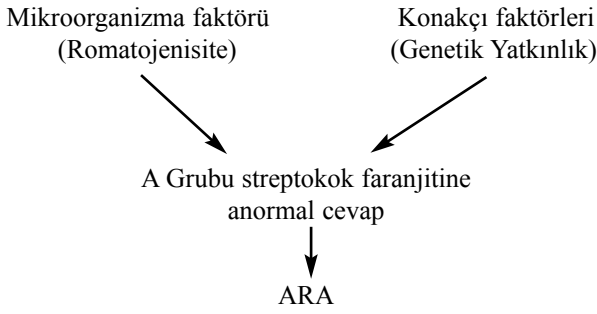 Mikroorganizma faktörü
(Romatojenisite)
Konakçı faktörleri
(Genetik Yatkınlık)
A Grubu streptokok faranjitine
anormal cevap
ARA